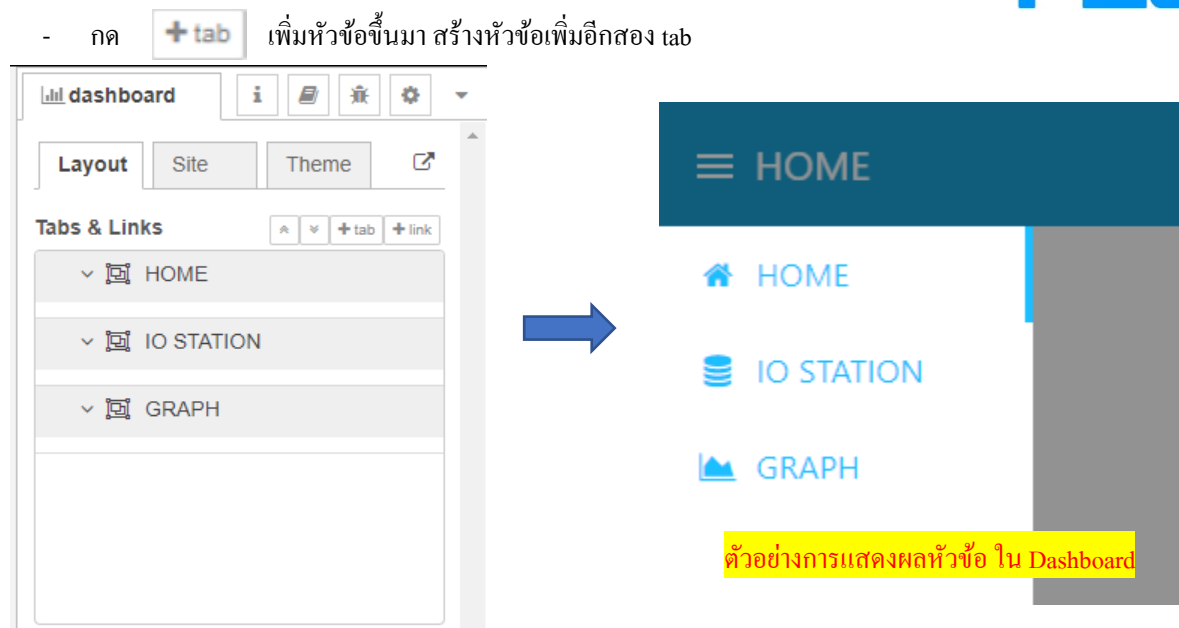 - กด + tab เพิ่มหัวข้อขึ้นมา สร้างหัวข้อเพิ่มอีกสอง tab
dashboard i
Layout Site Theme
Tabs & Links + tab + link
HOME
IO STATION
GRAPH
HOME
HOME
IO STATION
GRAPH
ตัวอย่างการแสดงผลหัวข้อ ใน Dashboard